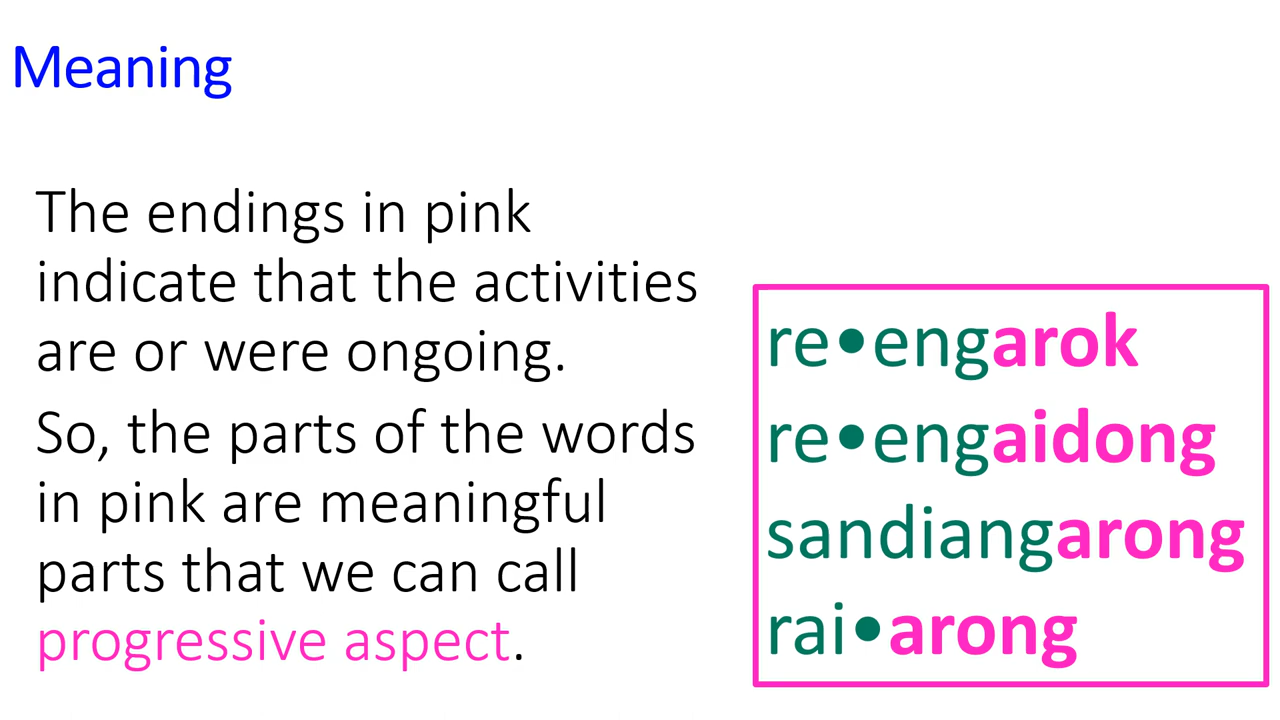 Meaning
The endings in pink
indicate that the activities
are or were ongoing.
So, the parts of the words
in pink are meaningful
parts that we can call
progressive aspect.
re•engarok
re•engaidong
sandiangarong
rai•arong